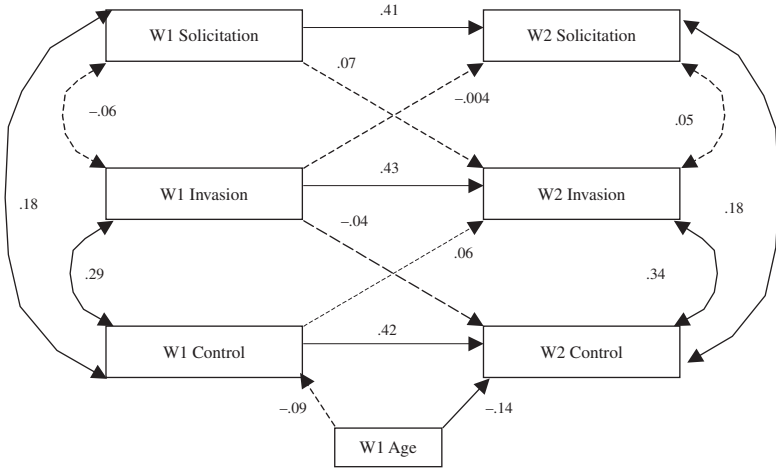 .41
W1 Solicitation
W2 Solicitation
.07
–.004
–.06
.05
.43
W1 Invasion
W2 Invasion
.18
.18
–.04
.06
.29
.34
.42
W1 Control
W2 Control
–.09
–.14
W1 Age